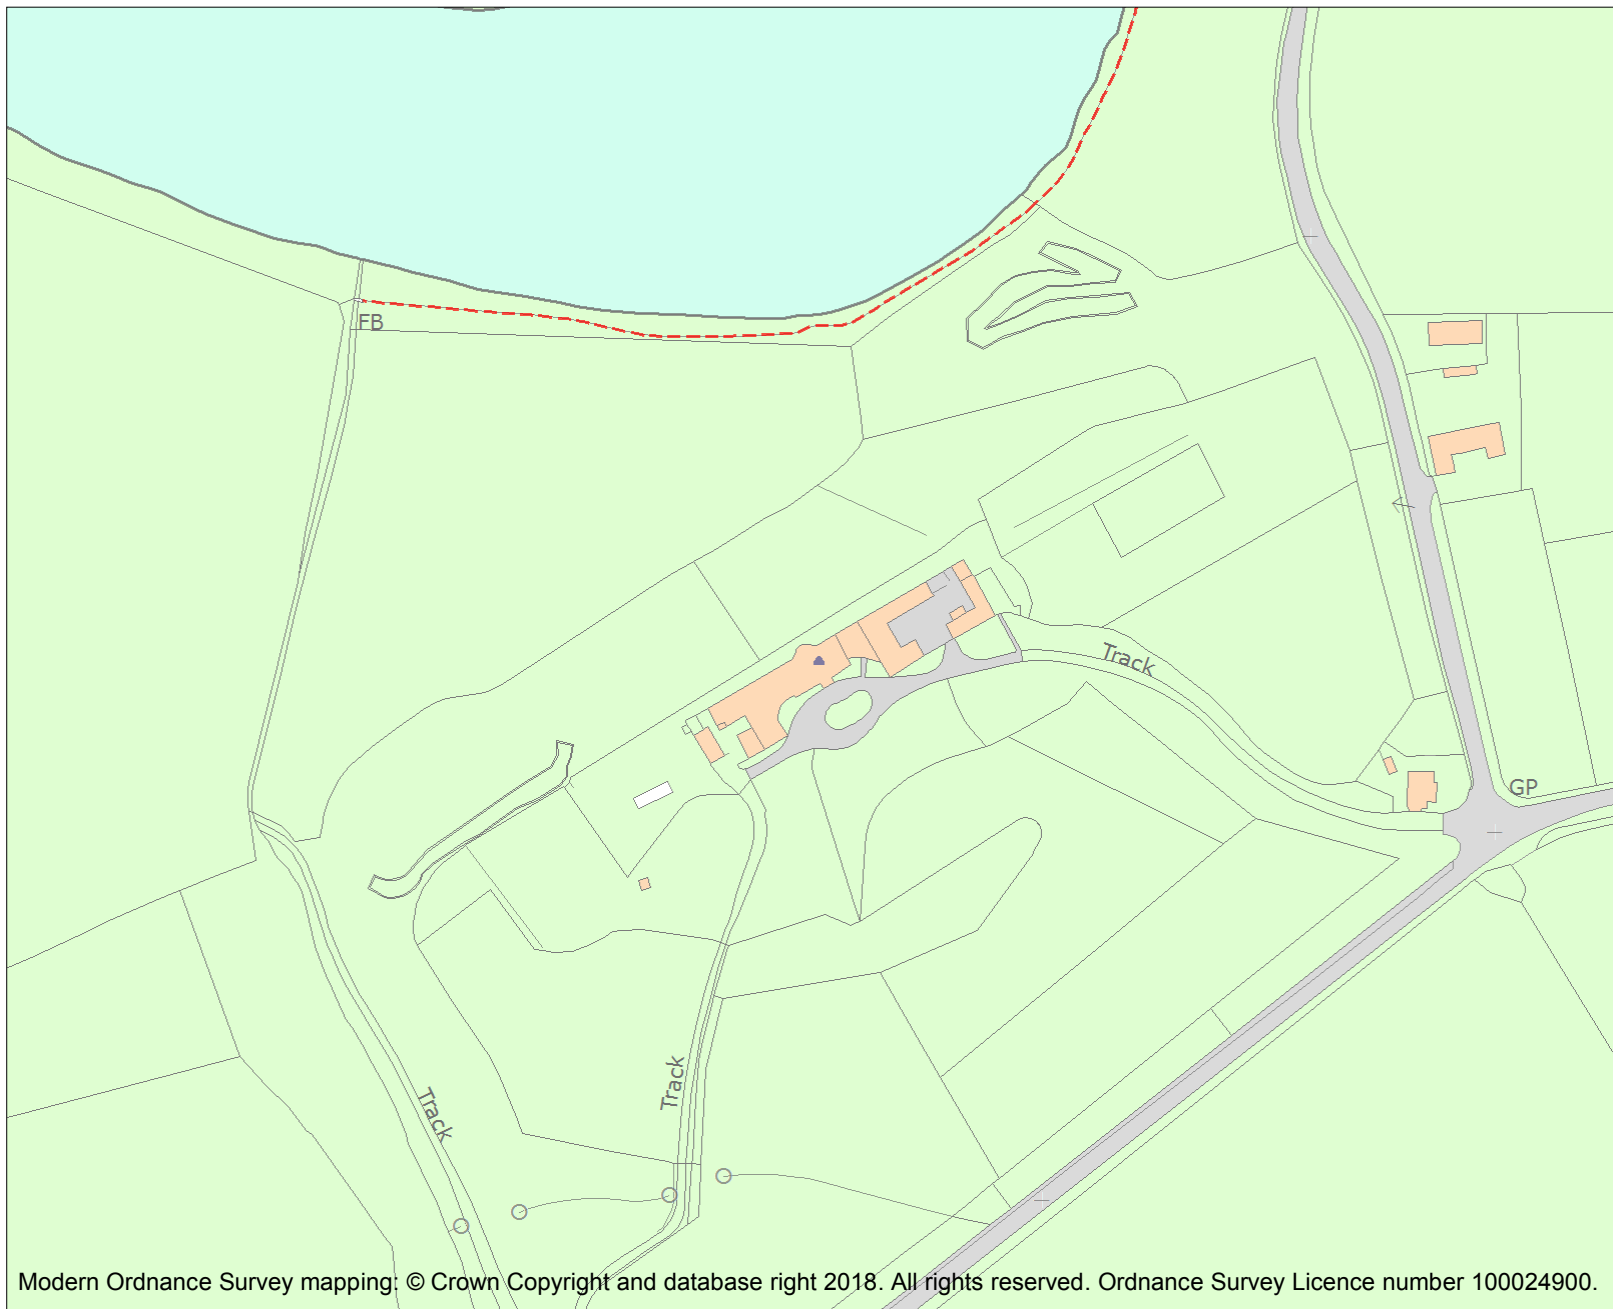 FB
Track
GP
Track
Track
Modern Ordnance Survey mapping: © Crown Copyright and database right 2018. All rights reserved. Ordnance Survey Licence number 100024900.